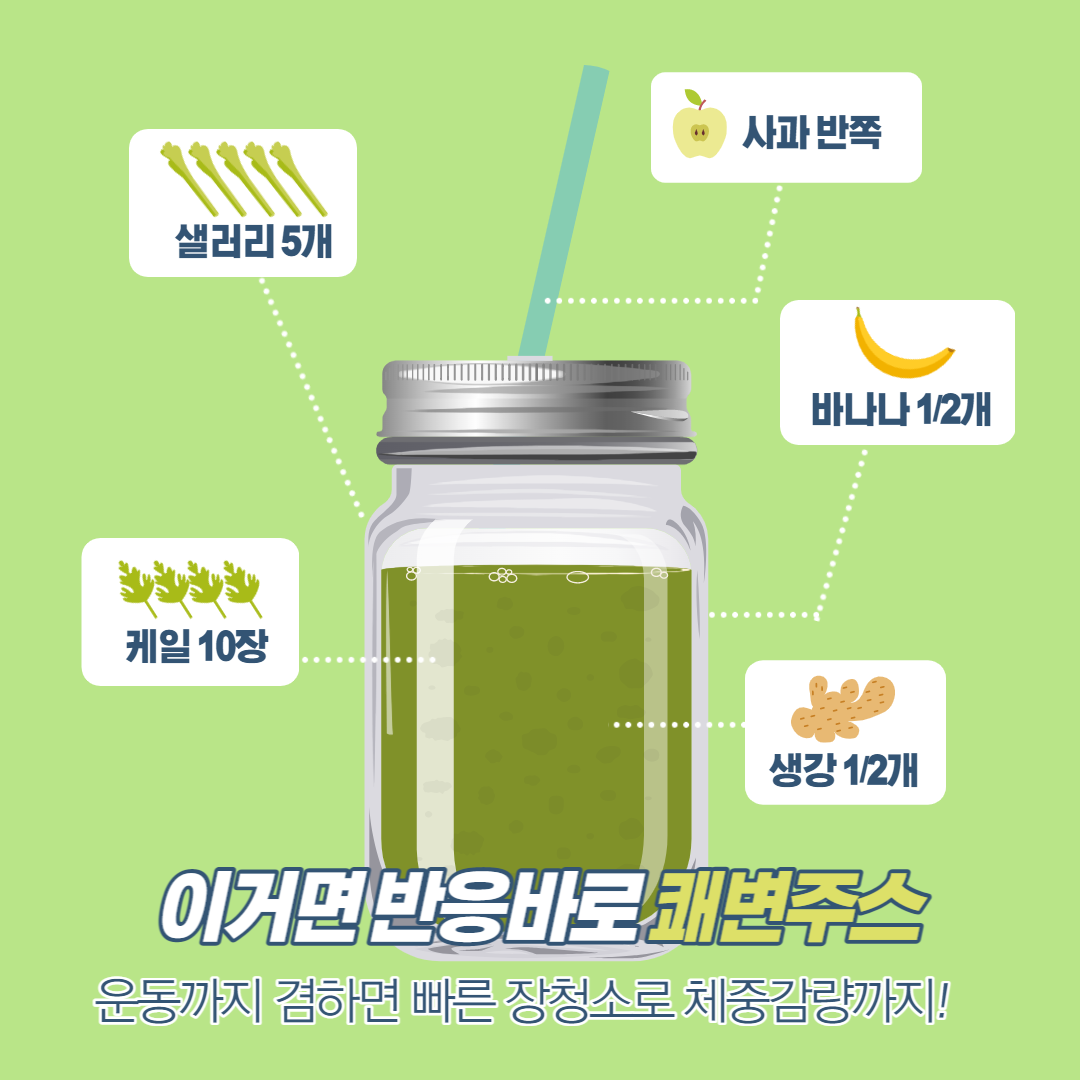 사과 반쪽
샐러리 5개
바나나 1/2개
케일 10장
생강 1/2개
이거면 반응바로 쾌변주스
운동까지 겸하면 빠른 장청소로 체중감량까지!